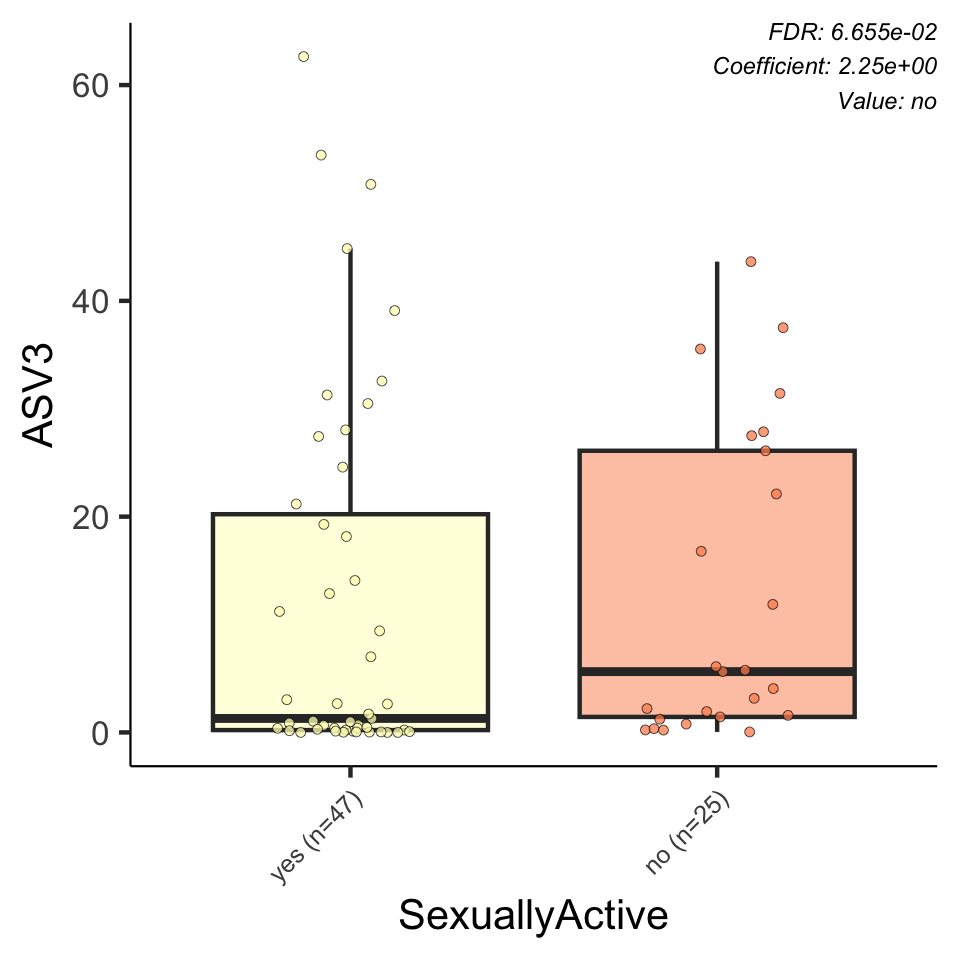 FDR: 6.655e-02
Coefficient: 2.25e+00
Value: no
60
40
20
0
ASV3
yes (n=47)
no (n=25)
SexuallyActive